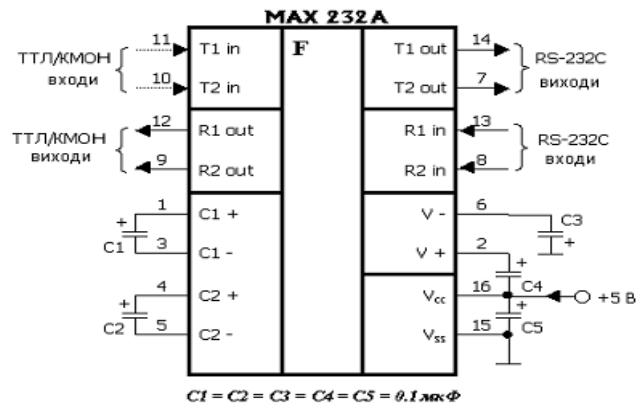 MAX 232A
F
ТТЛ/КМОН
входи
11 T1 in
10 T2 in
T1 out 14
T2 out 7
RS-232C
виходи
ТТЛ/КМОН
виходи
12 R1 out
9 R2 out
R1 in 13
R2 in 8
RS-232C
входи
1 C1 +
+
C1
3 C1 -
4 C2 +
+
C2
5 C2 -
V - 6
C3
+
V + 2
+
C4
Vcc 16
+5 В
+
C5
Vss 15
C1 = C2 = C3 = C4 = C5 = 0.1 мкФ